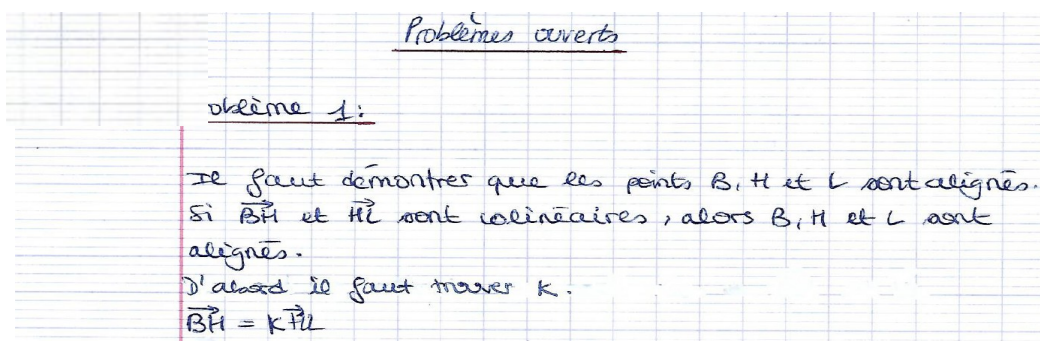 Problèmes ouverts
oblème 1:
Il faut démontrer que les points B, H et L sont alignés.
Si BH et HL sont colinéaires, alors B, H et L sont
alignés.
D'abord il faut trouver K.
BH = KHL